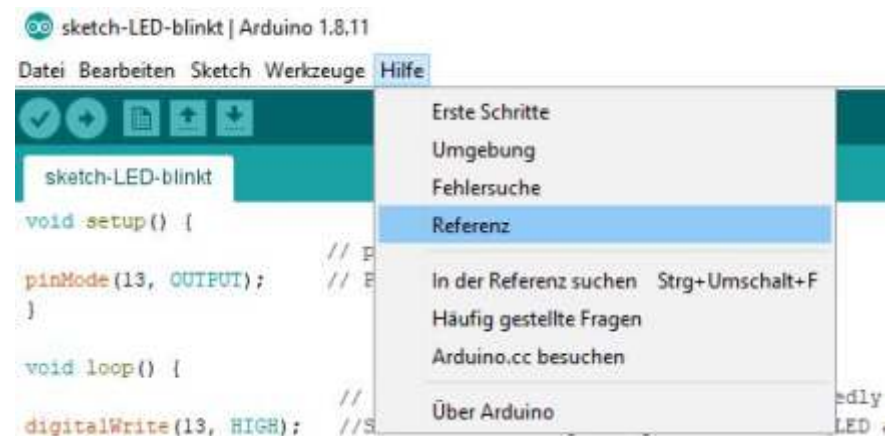 sketch-LED-blinkt | Arduino 1.8.11
Datei Bearbeiten Sketch Werkzeuge Hilfe
Erste Schritte
Umgebung
Fehlersuche
Referenz
In der Referenz suchen Strg+Umschalt+F
Häufig gestellte Fragen
Arduino.cc besuchen
Über Arduino
sketch-LED-blinkt
void setup() {
//
pinMode(13, OUTPUT); //
}
void loop() {
//
digitalWrite(13, HIGH); //S LED